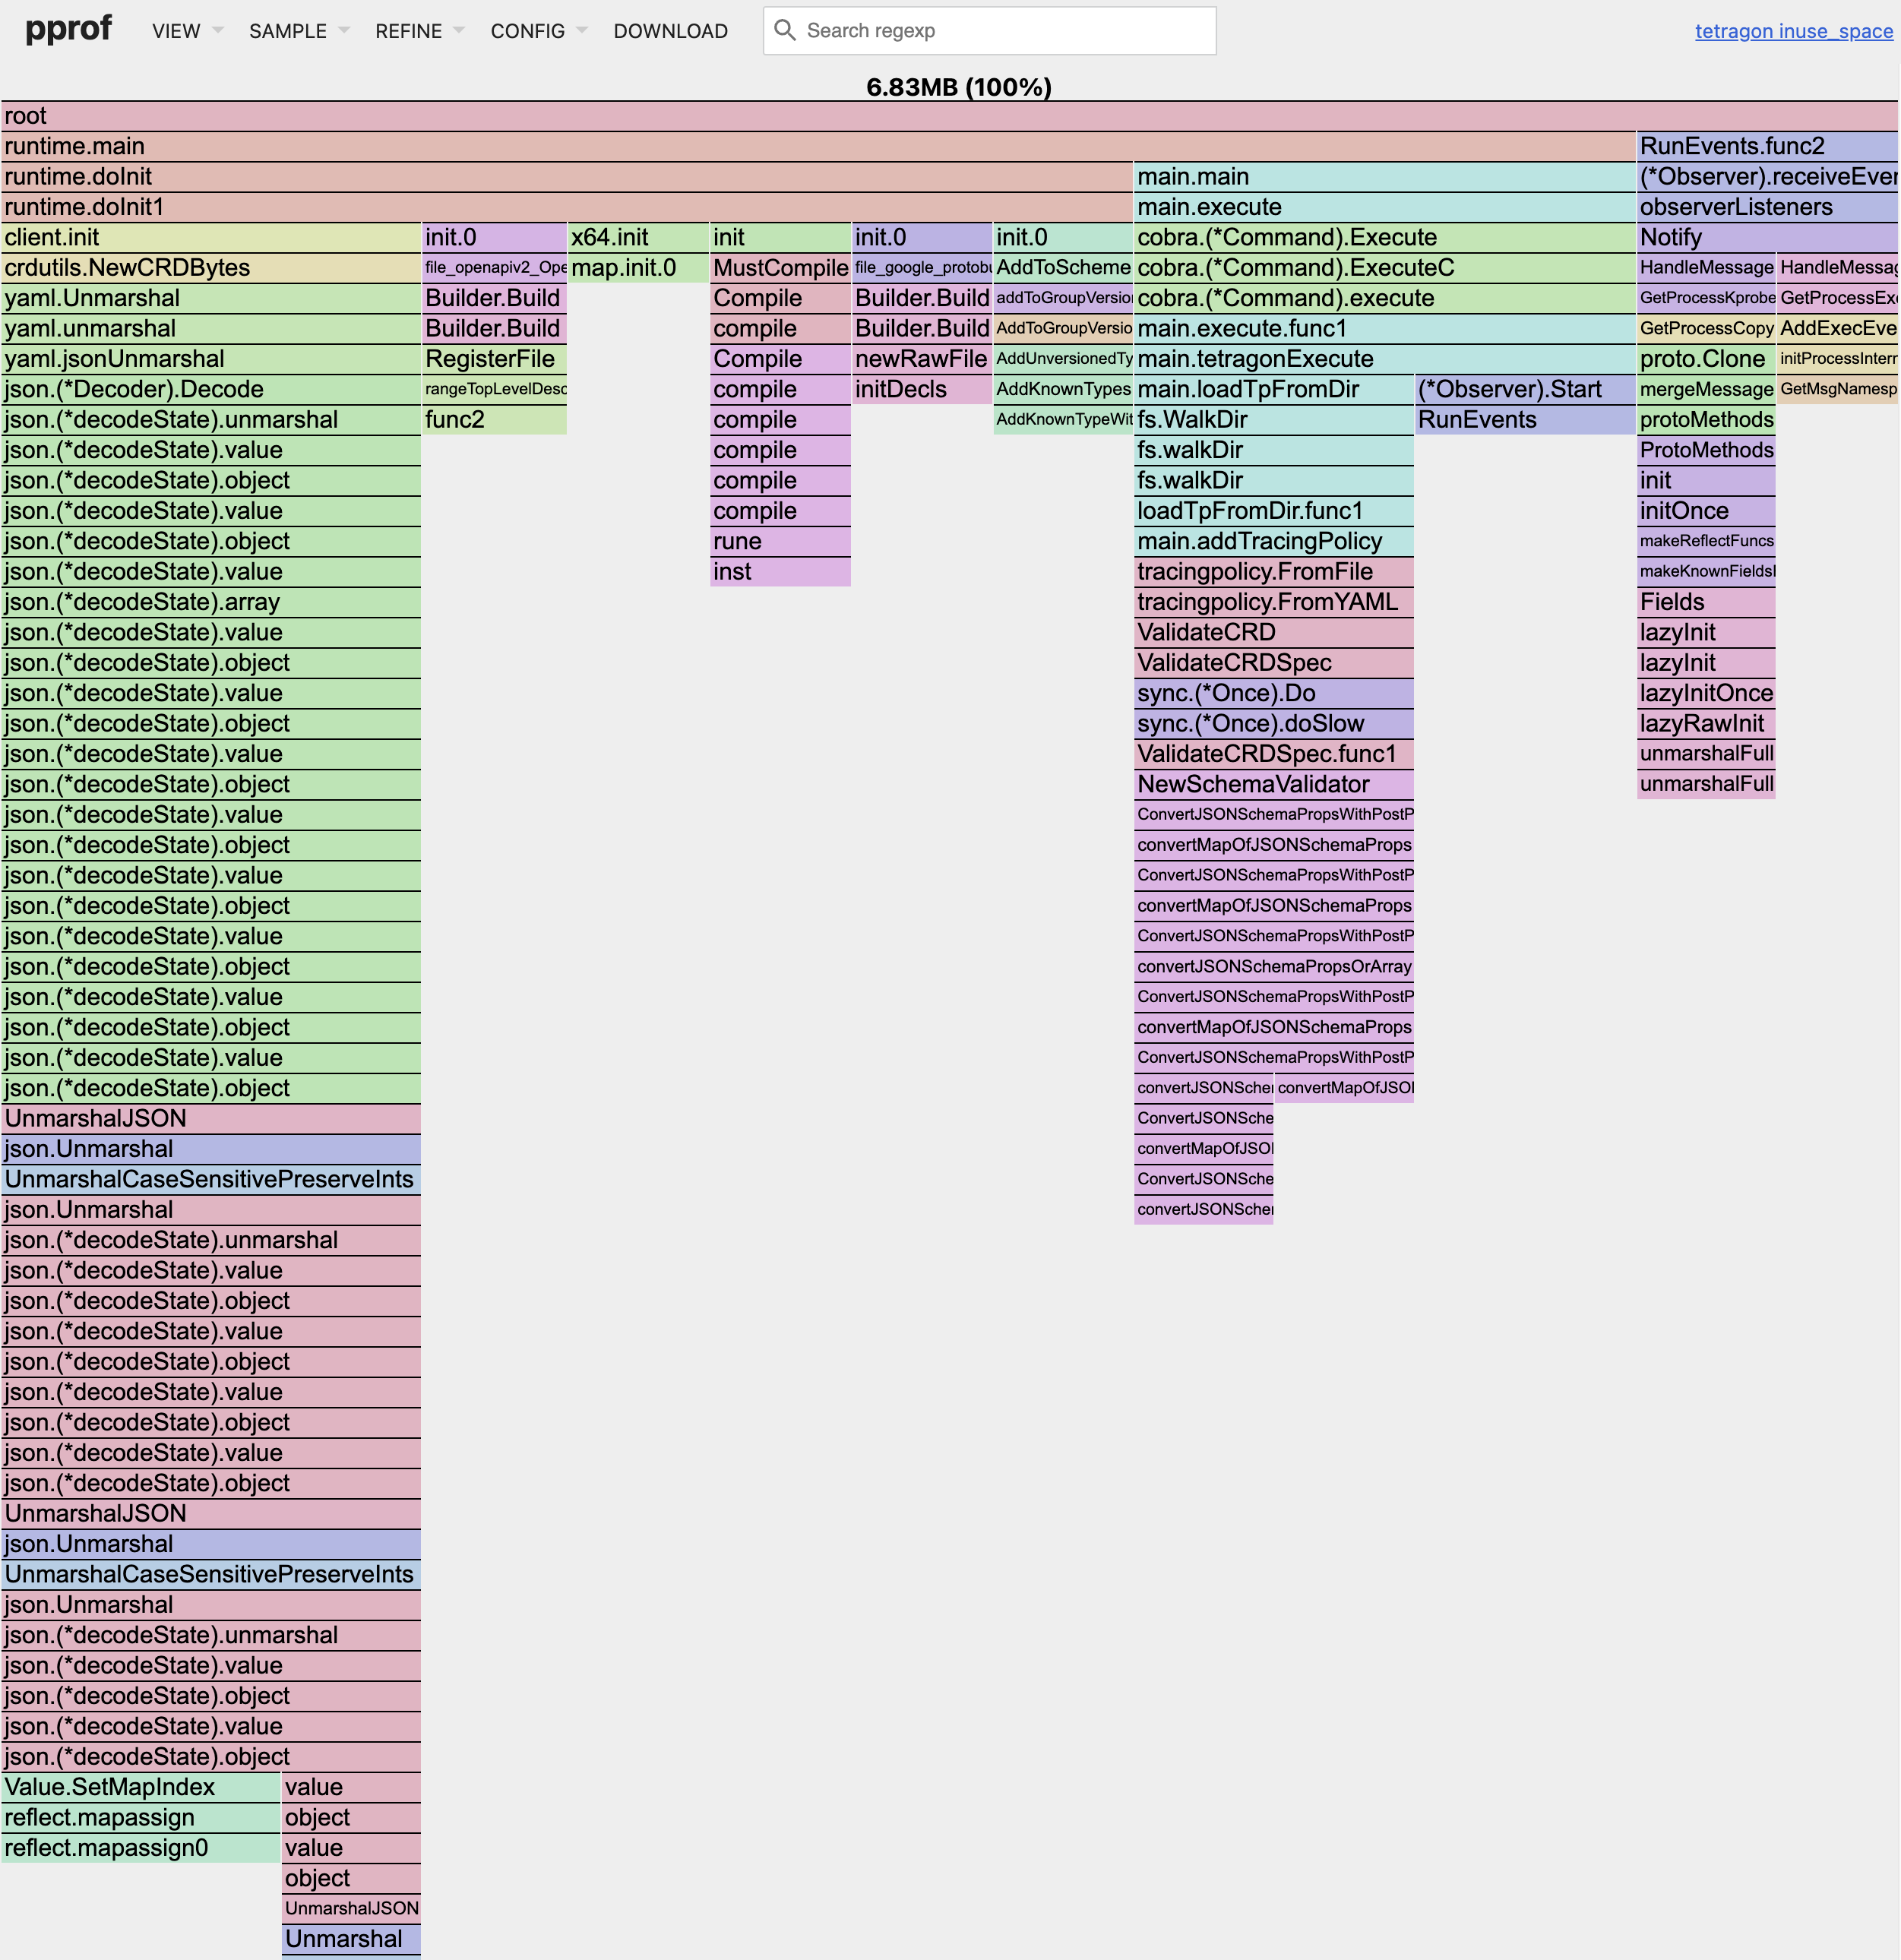 pprof VIEW SAMPLE REFINE CONFIG DOWNLOAD Search regexp tetragon inuse_space
6.83MB (100%)
root
runtime.main RunEvents.func2
runtime.doInit main.main (*Observer).receiveEver
runtime.doInit1 main.execute observerListeners
client.init init.0 x64.init init init.0 init.0 cobra.(*Command).Execute Notify
crdutils.NewCRDBytes file_openapiv2_Ope map.init.0 MustCompile file_google_protobu AddToScheme cobra.(*Command).ExecuteC HandleMessage HandleMessag
yaml.Unmarshal Builder.Build Compile Builder.Build addToGroupVersio cobra.(*Command).execute GetProcessKprobe GetProcessExe
yaml.unmarshal Builder.Build compile Builder.Build AddToGroupVersio main.execute.func1 GetProcessCopy AddExecEve
yaml.jsonUnmarshal RegisterFile Compile newRawFile AddUnversionedTy main.tetragonExecute proto.Clone initProcessIntern
json.(*Decoder).Decode rangeTopLevelDesc compile initDecls AddKnownTypes main.loadTpFromDir (*Observer).Start mergeMessage GetMsgNamesp
json.(*decodeState).unmarshal func2 compile AddKnownTypeWit fs.WalkDir RunEvents protoMethods
json.(*decodeState).value compile fs.walkDir ProtoMethods
json.(*decodeState).object compile fs.walkDir init
json.(*decodeState).value compile loadTpFromDir.func1 initOnce
json.(*decodeState).object rune main.addTracingPolicy makeReflectFuncs
json.(*decodeState).value inst tracingpolicy.FromFile makeKnownFieldsI
json.(*decodeState).array tracingpolicy.FromYAML Fields
json.(*decodeState).value ValidateCRD lazyInit
json.(*decodeState).object ValidateCRDSpec lazyInit
json.(*decodeState).value sync.(*Once).Do lazyInitOnce
json.(*decodeState).object sync.(*Once).doSlow lazyRawInit
json.(*decodeState).value ValidateCRDSpec.func1 unmarshalFull
json.(*decodeState).object NewSchemaValidator unmarshalFull
json.(*decodeState).value ConvertJSONSchemaPropsWithPostP
json.(*decodeState).object convertMapOfJSONSchemaProps
json.(*decodeState).value ConvertJSONSchemaPropsWithPostP
json.(*decodeState).object convertMapOfJSONSchemaProps
json.(*decodeState).value ConvertJSONSchemaPropsWithPostP
json.(*decodeState).object convertJSONSchemaPropsOrArray
json.(*decodeState).value ConvertJSONSchemaPropsWithPostP
json.(*decodeState).object convertMapOfJSONSchemaProps
json.(*decodeState).value ConvertJSONSchemaPropsWithPostP
json.(*decodeState).object convertJSONScher convertMapOfJSOI
UnmarshalJSON ConvertJSONSche
json.Unmarshal convertMapOfJSOI
UnmarshalCaseSensitivePreserveInts ConvertJSONSche
json.Unmarshal convertJSONScher
json.(*decodeState).unmarshal
json.(*decodeState).value
json.(*decodeState).object
json.(*decodeState).value
json.(*decodeState).object
json.(*decodeState).value
json.(*decodeState).object
json.(*decodeState).value
json.(*decodeState).object
UnmarshalJSON
json.Unmarshal
UnmarshalCaseSensitivePreserveInts
json.Unmarshal
json.(*decodeState).unmarshal
json.(*decodeState).value
json.(*decodeState).object
json.(*decodeState).value
json.(*decodeState).object
Value.SetMapIndex value
reflect.mapassign object
reflect.mapassign0 value
object
UnmarshalJSON
Unmarshal